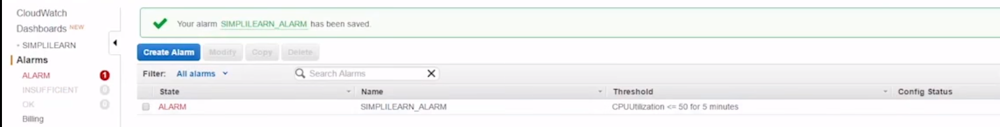 CloudWatch
Dashboards NEW
SIMPLILEARN
Alarms
ALARM 1
INSUFFICIENT 0
OK 0
Billing
Your alarm SIMPLILEARN_ALARM has been saved.
Create Alarm Modify Copy Delete
Filter: All alarms Search Alarms
State Name Threshold Config Status
ALARM SIMPLILEARN_ALARM CPUUtilization <= 50 for 5 minutes